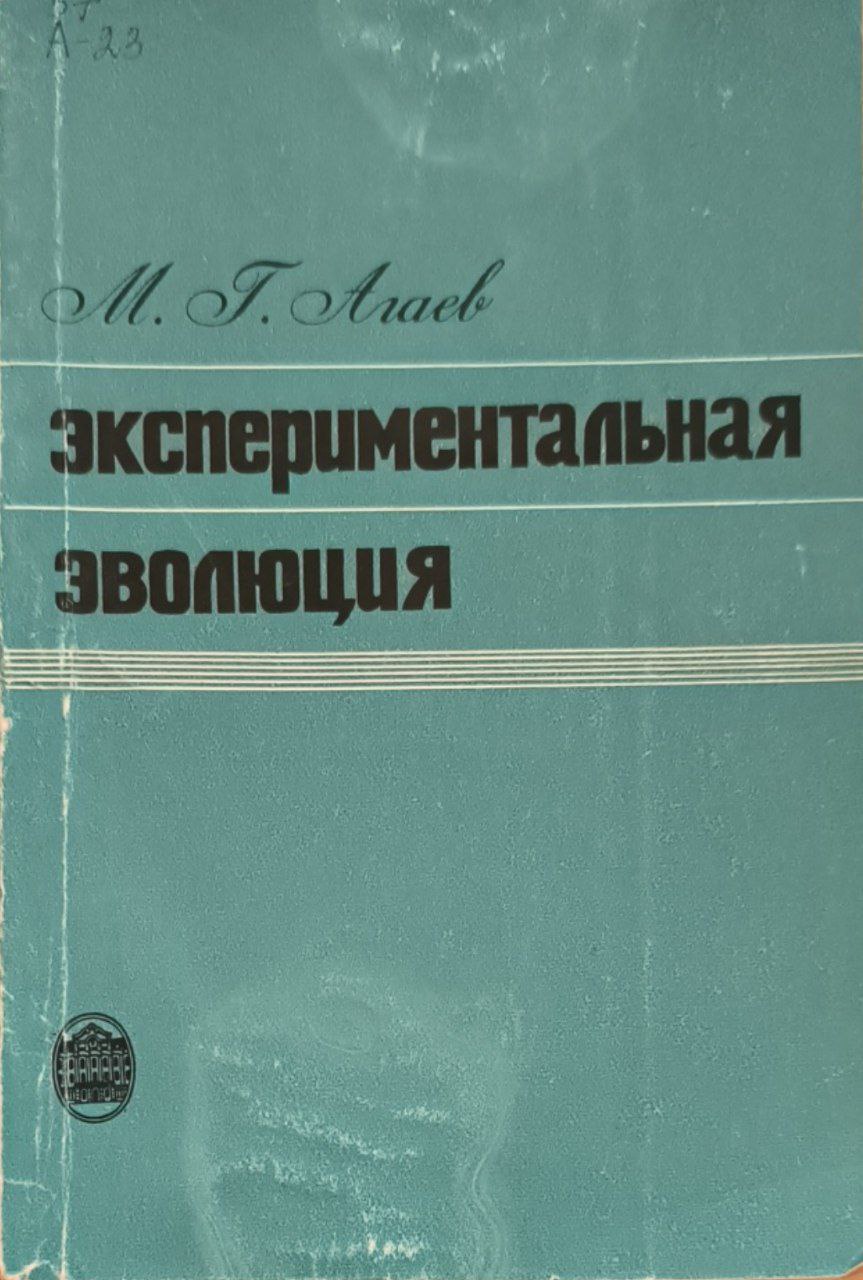 А-23
М. Г. Агаев
экспериментальная
эволюция